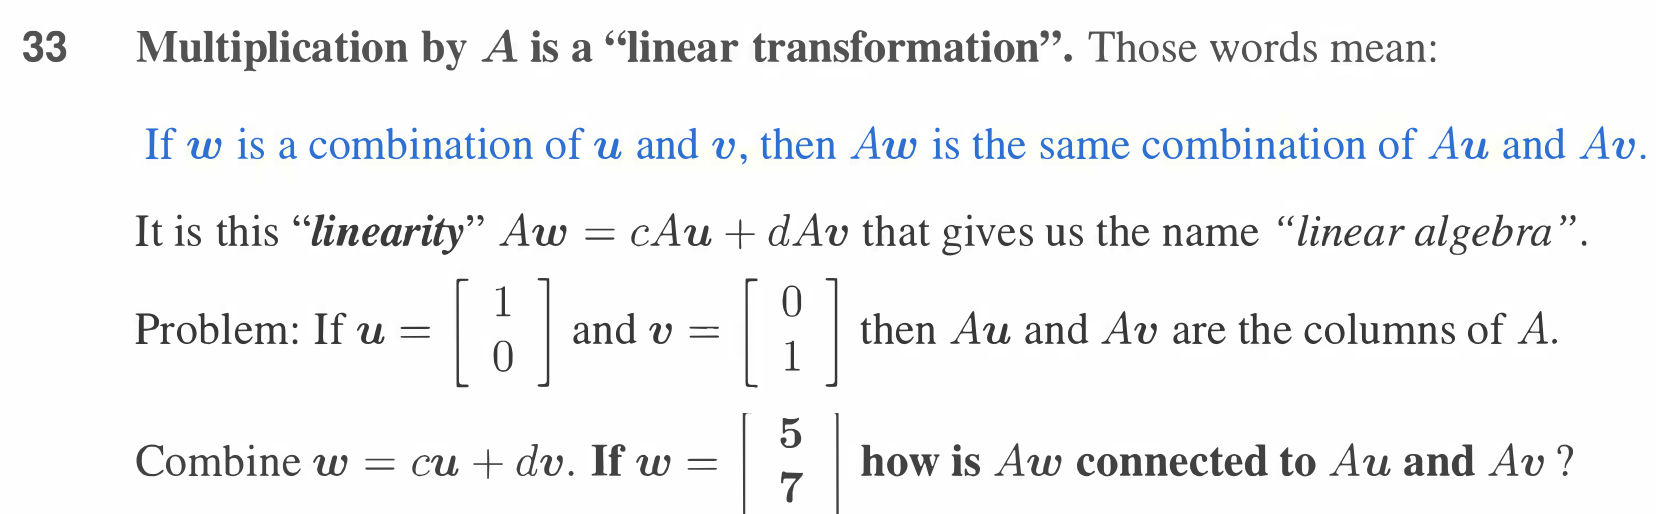 33 Multiplication by A is a “linear transformation”. Those words mean:
If w is a combination of u and v, then Aw is the same combination of Au and Av.
It is this “linearity” Aw = cAu + dAv that gives us the name “linear algebra”.
Problem: If u = [ 1 0 ] and v = [ 0 1 ] then Au and Av are the columns of A.
Combine w = cu + dv. If w = [ 5 7 ] how is Aw connected to Au and Av ?